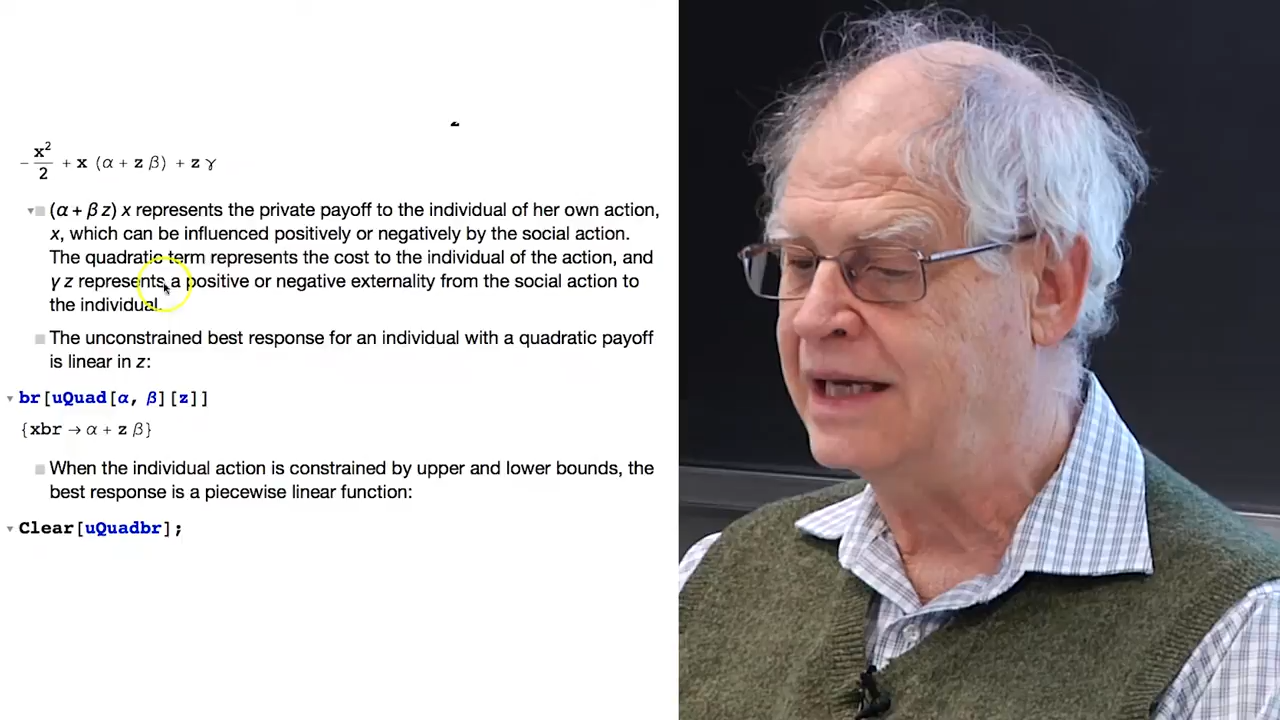 - x²/2 + x (α + z β) + z γ
(α + β z) x represents the private payoff to the individual of her own action,
x, which can be influenced positively or negatively by the social action.
The quadratic term represents the cost to the individual of the action, and
γ z represents a positive or negative externality from the social action to
the individual.
The unconstrained best response for an individual with a quadratic payoff
is linear in z:
br[uQuad[α, β][z]]
{xbr → α + z β}
When the individual action is constrained by upper and lower bounds, the
best response is a piecewise linear function:
Clear[uQuadbr];